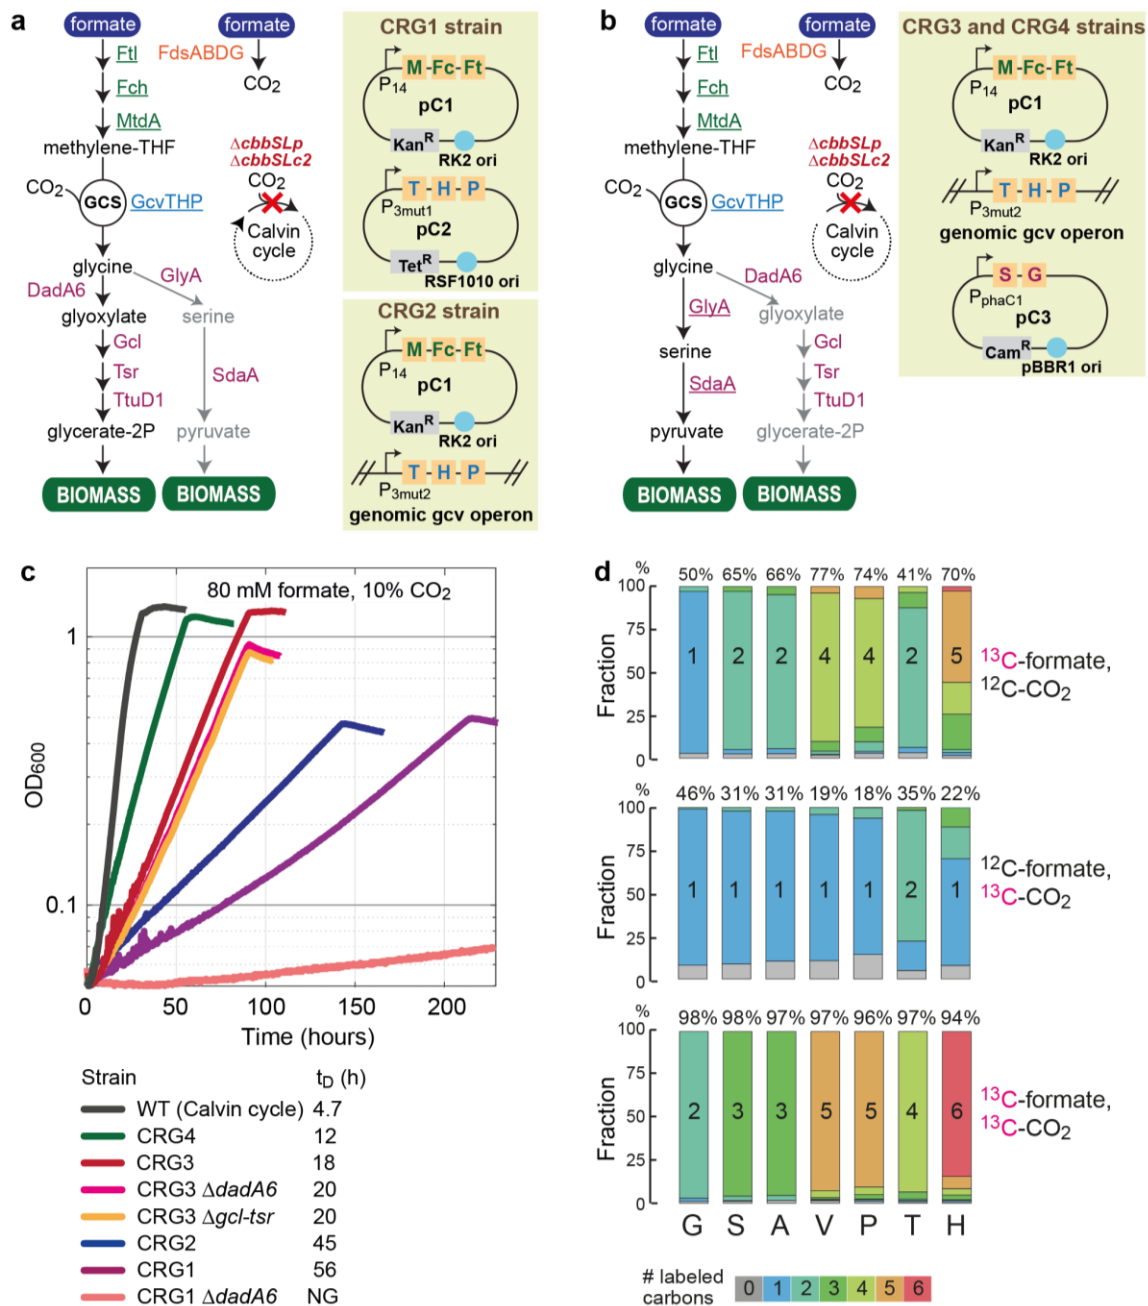 a
formate
formate
Ftl
FdsABDG
Fch
CO2
MtdA
methylene-THF
ΔcbbSLp
ΔcbbSLc2
CO2
CO2
GCS
GcvTHP
Calvin
cycle
glycine
DadA6
GlyA
glyoxylate
serine
Gcl
Tsr
SdaA
TtuD1
glycerate-2P
pyruvate
BIOMASS
BIOMASS
CRG1 strain
M Fc Ft
P14
pC1
KanR
RK2 ori
T H P
P3mut1
pC2
TetR
RSF1010 ori
CRG2 strain
M Fc Ft
P14
pC1
KanR
RK2 ori
T H P
P3mut2
genomic gcv operon
b
formate
formate
Ftl
FdsABDG
Fch
CO2
MtdA
methylene-THF
ΔcbbSLp
ΔcbbSLc2
CO2
CO2
GCS
GcvTHP
Calvin
cycle
glycine
DadA6
GlyA
glyoxylate
Gcl
serine
Tsr
SdaA
TtuD1
pyruvate
glycerate-2P
BIOMASS
BIOMASS
CRG3 and CRG4 strains
M Fc Ft
P14
pC1
KanR
RK2 ori
T H P
P3mut2
genomic gcv operon
S G
PphaC1
pC3
CamR
pBBR1 ori
c
80 mM formate, 10% CO2
1
0.1
OD600
0 50 100 150 200
Time (hours)
Strain tD (h)
WT (Calvin cycle) 4.7
CRG4 12
CRG3 18
CRG3 ΔdadA6 20
CRG3 Δgcl-tsr 20
CRG2 45
CRG1 56
CRG1 ΔdadA6 NG
d
% 50% 65% 66% 77% 74% 41% 70%
100
75
50
25
0
Fraction
1 2 2 4 4 2 5
13C-formate,
12C-CO2
% 46% 31% 31% 19% 18% 35% 22%
100
75
50
25
0
Fraction
1 1 1 1 1 2 1
12C-formate,
13C-CO2
% 98% 98% 97% 97% 96% 97% 94%
100
75
50
25
0
Fraction
2 3 3 5 5 4 6
13C-formate,
13C-CO2
G S A V P T H
# labeled
carbons
0 1 2 3 4 5 6